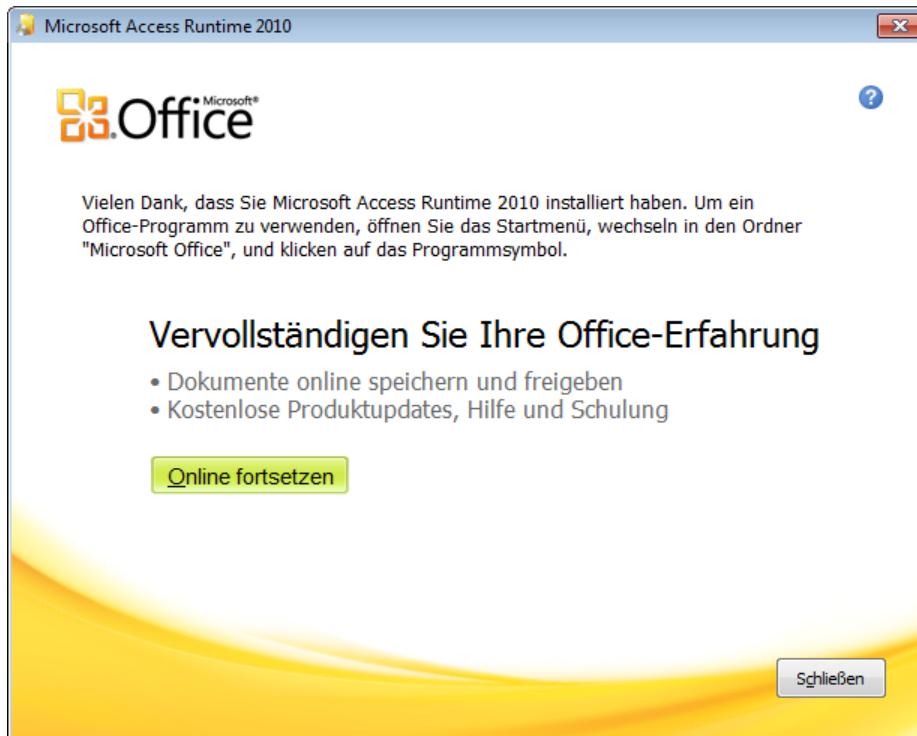 Microsoft Access Runtime 2010
Microsoft®
Office
?
Vielen Dank, dass Sie Microsoft Access Runtime 2010 installiert haben. Um ein
Office-Programm zu verwenden, öffnen Sie das Startmenü, wechseln in den Ordner
"Microsoft Office", und klicken auf das Programmsymbol.
Vervollständigen Sie Ihre Office-Erfahrung
• Dokumente online speichern und freigeben
• Kostenlose Produktupdates, Hilfe und Schulung
Online fortsetzen
Schließen